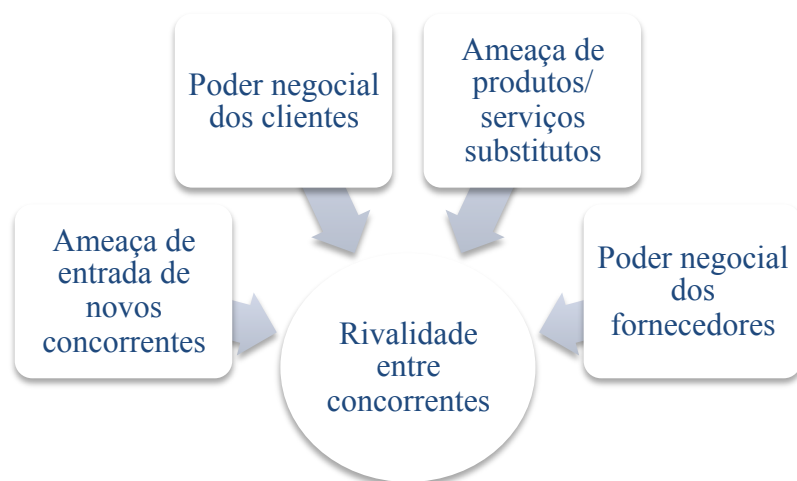 Poder negocial
dos clientes
Ameaça de
produtos/
serviços
substitutos
Ameaça de
entrada de
novos
concorrentes
Poder negocial
dos
fornecedores
Rivalidade
entre
concorrentes